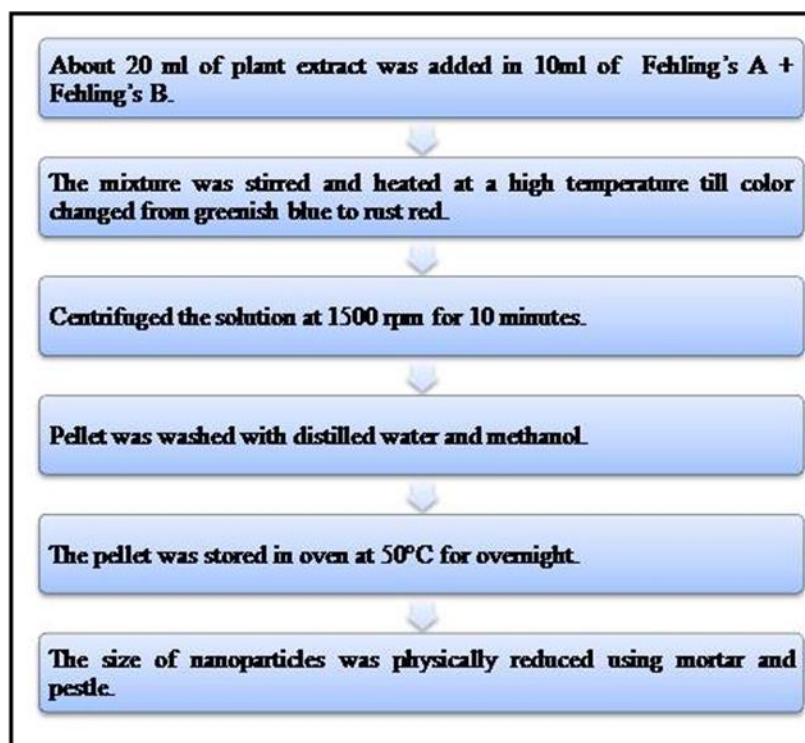 About 20 ml of plant extract was added in 10ml of Fehling's A +
Fehling's B.
The mixture was stirred and heated at a high temperature till color
changed from greenish blue to rust red.
Centrifuged the solution at 1500 rpm for 10 minutes.
Pellet was washed with distilled water and methanol.
The pellet was stored in oven at 50°C for overnight.
The size of nanoparticles was physically reduced using mortar and
pestle.